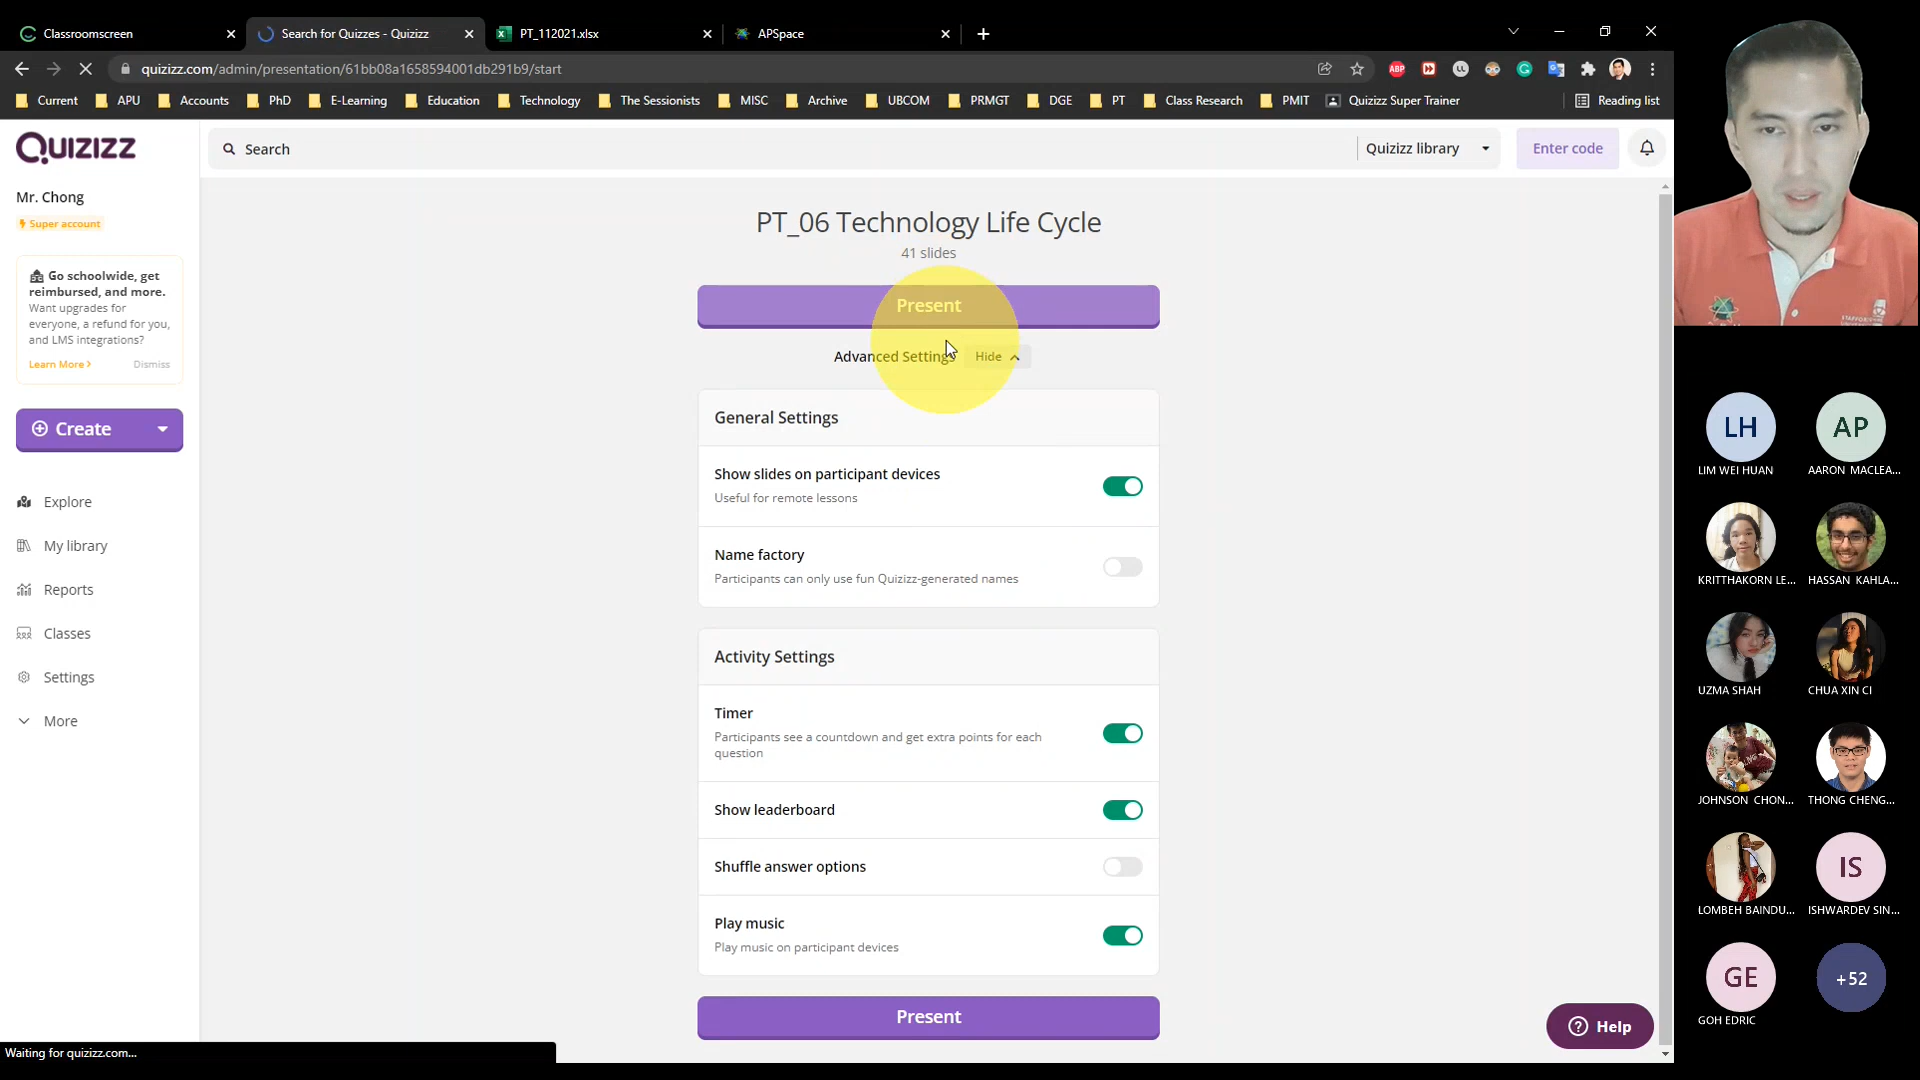 Classroomscreen
Search for Quizzes - Quizizz
PT_112021.xlsx
APSpace
quizizz.com/admin/presentation/61bb08a1658594001db291b9/start
ABP
Current
APU
Accounts
PhD
E-Learning
Education
Technology
The Sessionists
MISC
Archive
UBCOM
PRMGT
DGE
PT
Class Research
PMIT
Quizizz Super Trainer
Reading list
QUIZIZZ
Search
Quizizz library
Enter code
Mr. Chong
Super account
Go schoolwide, get
reimbursed, and more.
Want upgrades for
everyone, a refund for you,
and LMS integrations?
Learn More >
Dismiss
Create
Explore
My library
Reports
Classes
Settings
More
PT_06 Technology Life Cycle
41 slides
Present
Advanced Settings
Hide
General Settings
Show slides on participant devices
Useful for remote lessons
Name factory
Participants can only use fun Quizizz-generated names
Activity Settings
Timer
Participants see a countdown and get extra points for each
question
Show leaderboard
Shuffle answer options
Play music
Play music on participant devices
Present
Help
Waiting for quizizz.com...
LH
LIM WEI HUAN
AP
AARON MACLEA...
KRITTHAKORN LE...
HASSAN KAHLA...
UZMA SHAH
CHUA XIN CI
JOHNSON CHON...
THONG CHENG...
LOMBEH BAINDU...
IS
ISHWARDEV SIN...
GE
GOH EDRIC
+52